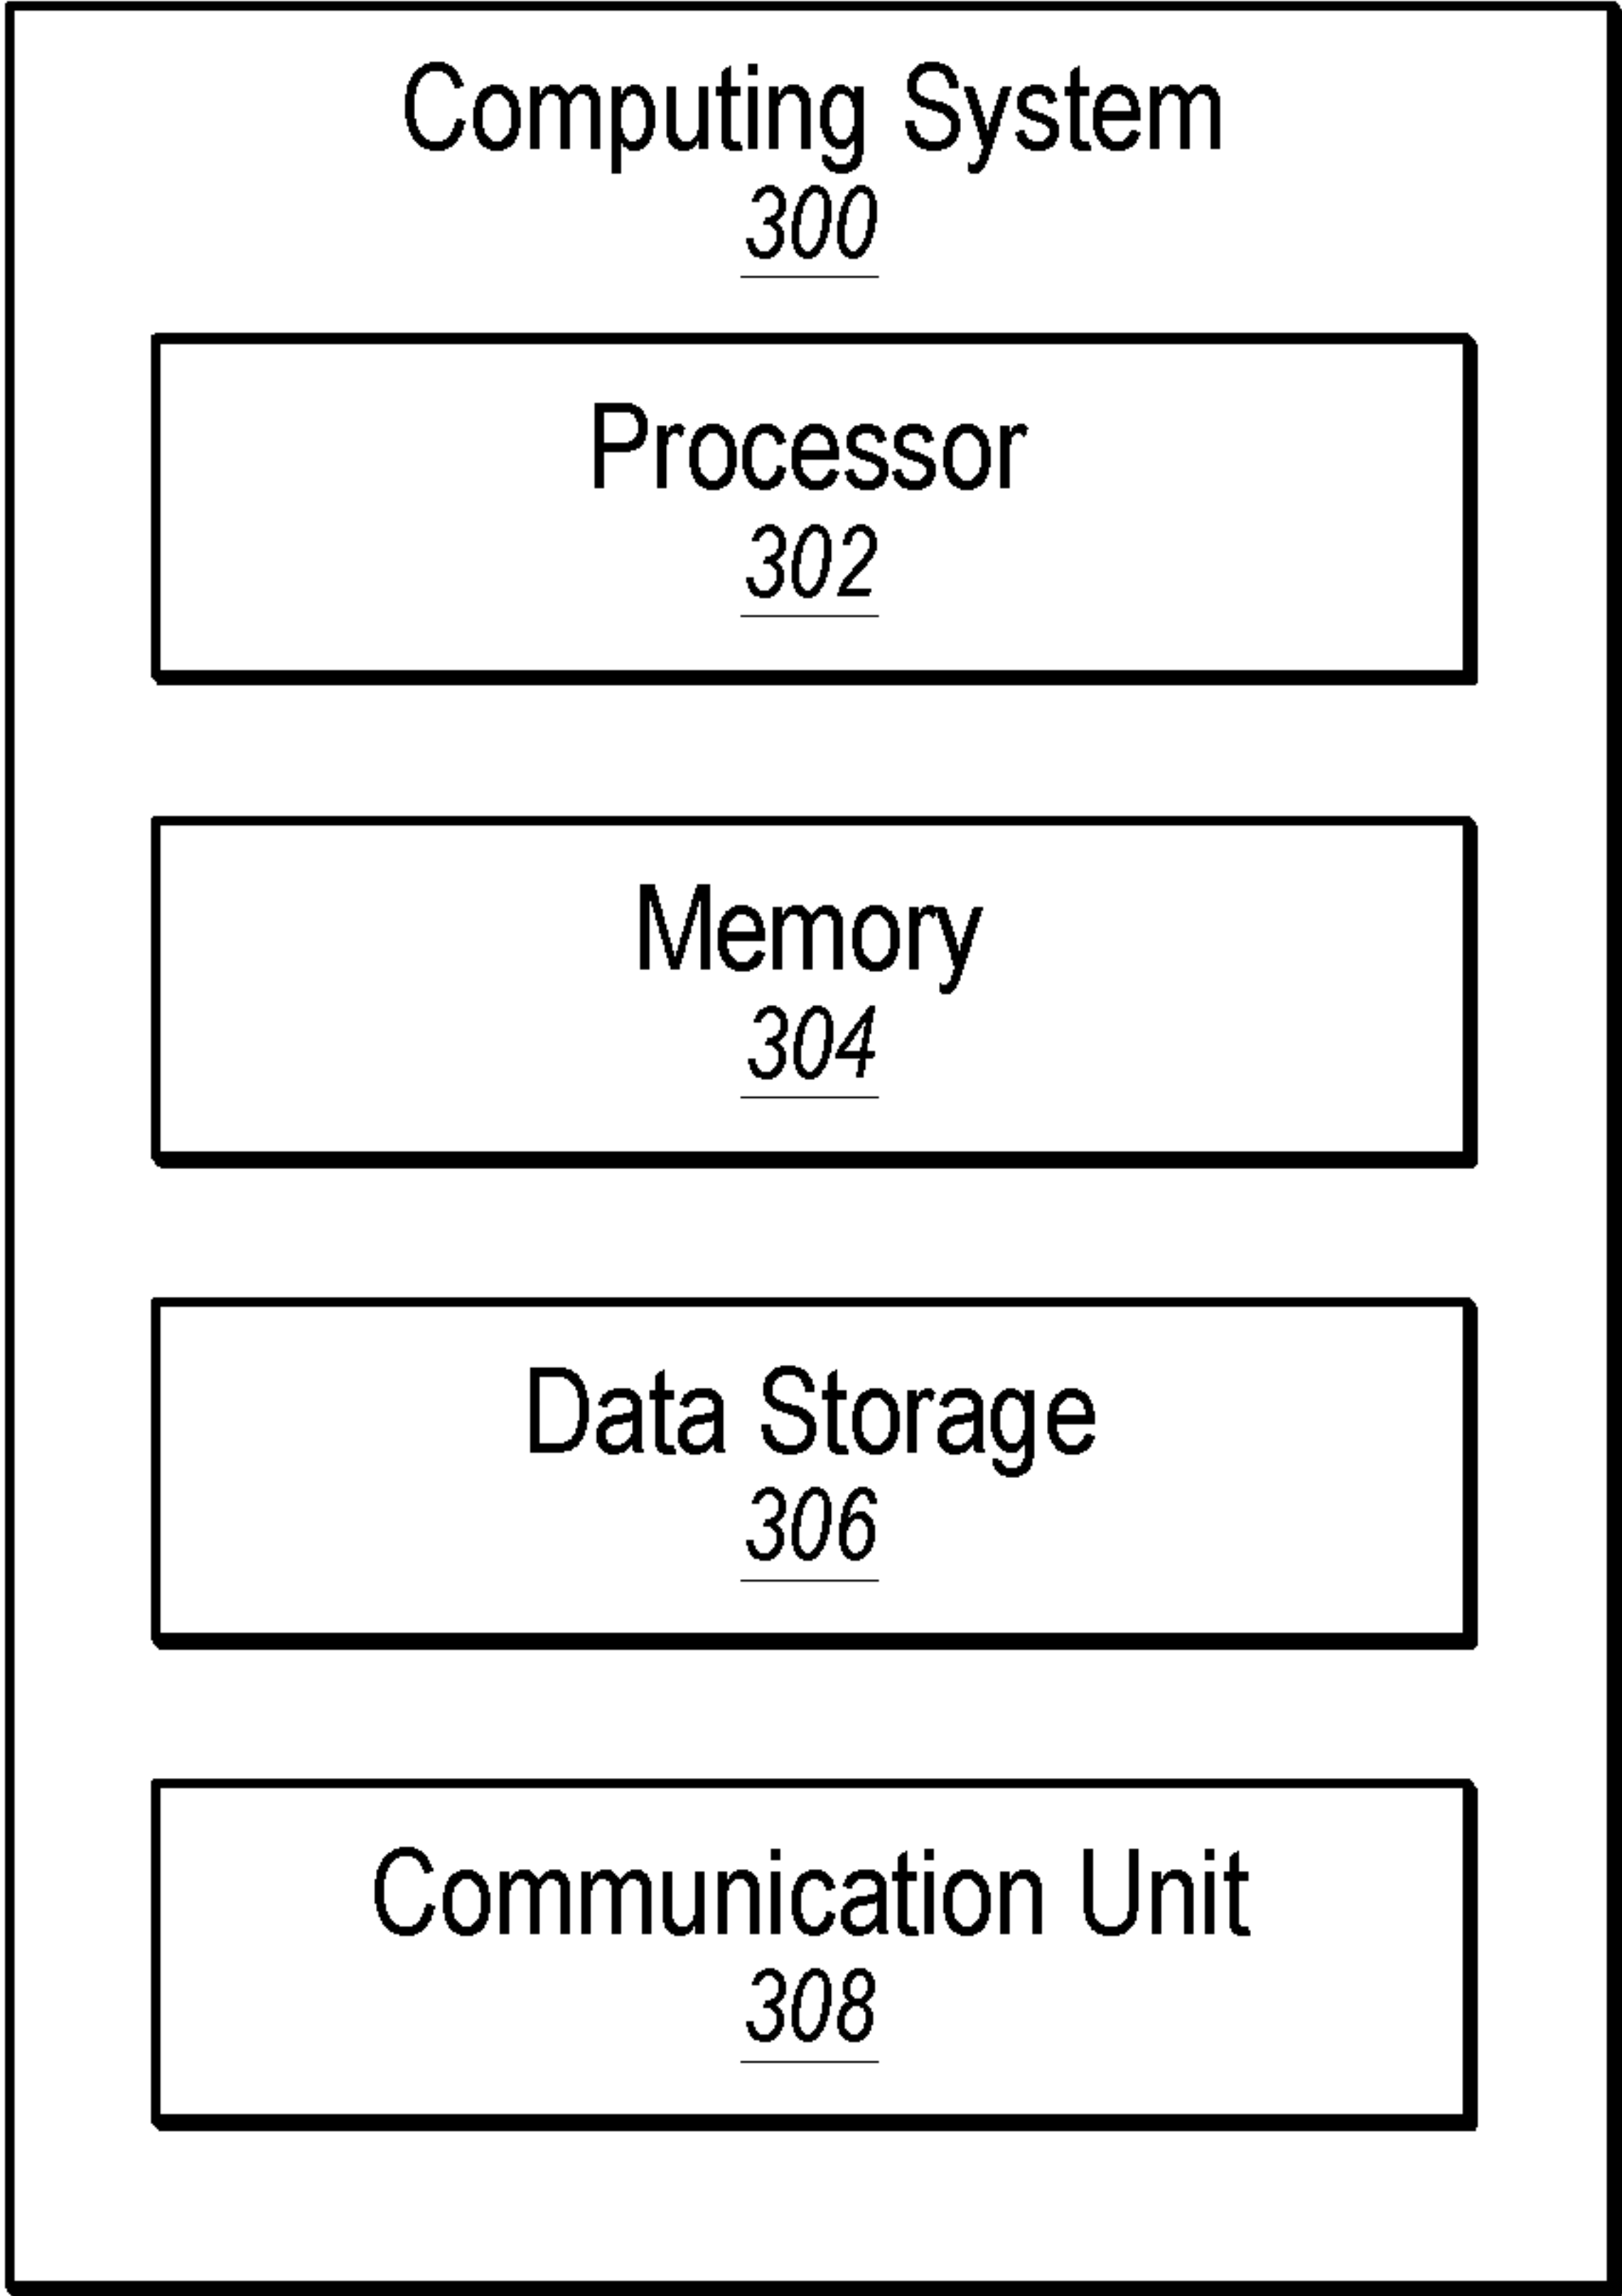 Computing System
300
Processor
302
Memory
304
Data Storage
306
Communication Unit
308